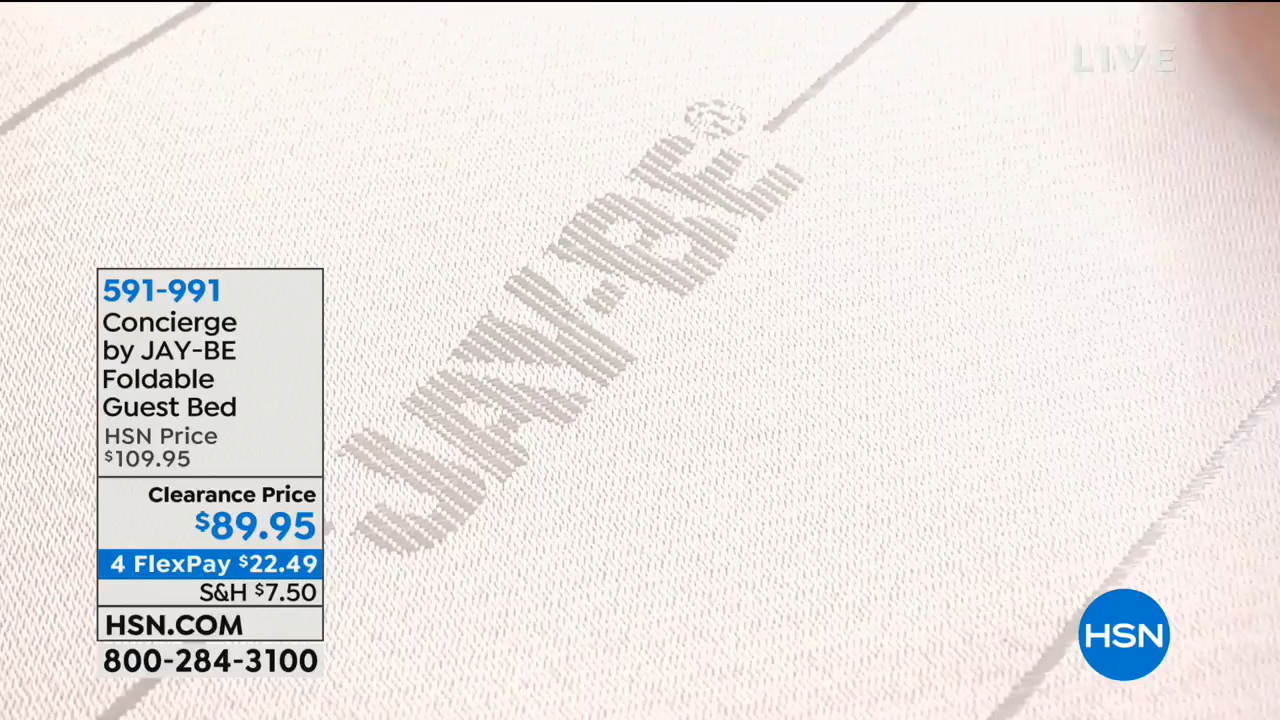 LIVE
JAY-BE®
591-991
Concierge
by JAY-BE
Foldable
Guest Bed
HSN Price
$109.95
Clearance Price
$89.95
4 FlexPay $22.49
S&H $7.50
HSN.COM
800-284-3100
HSN